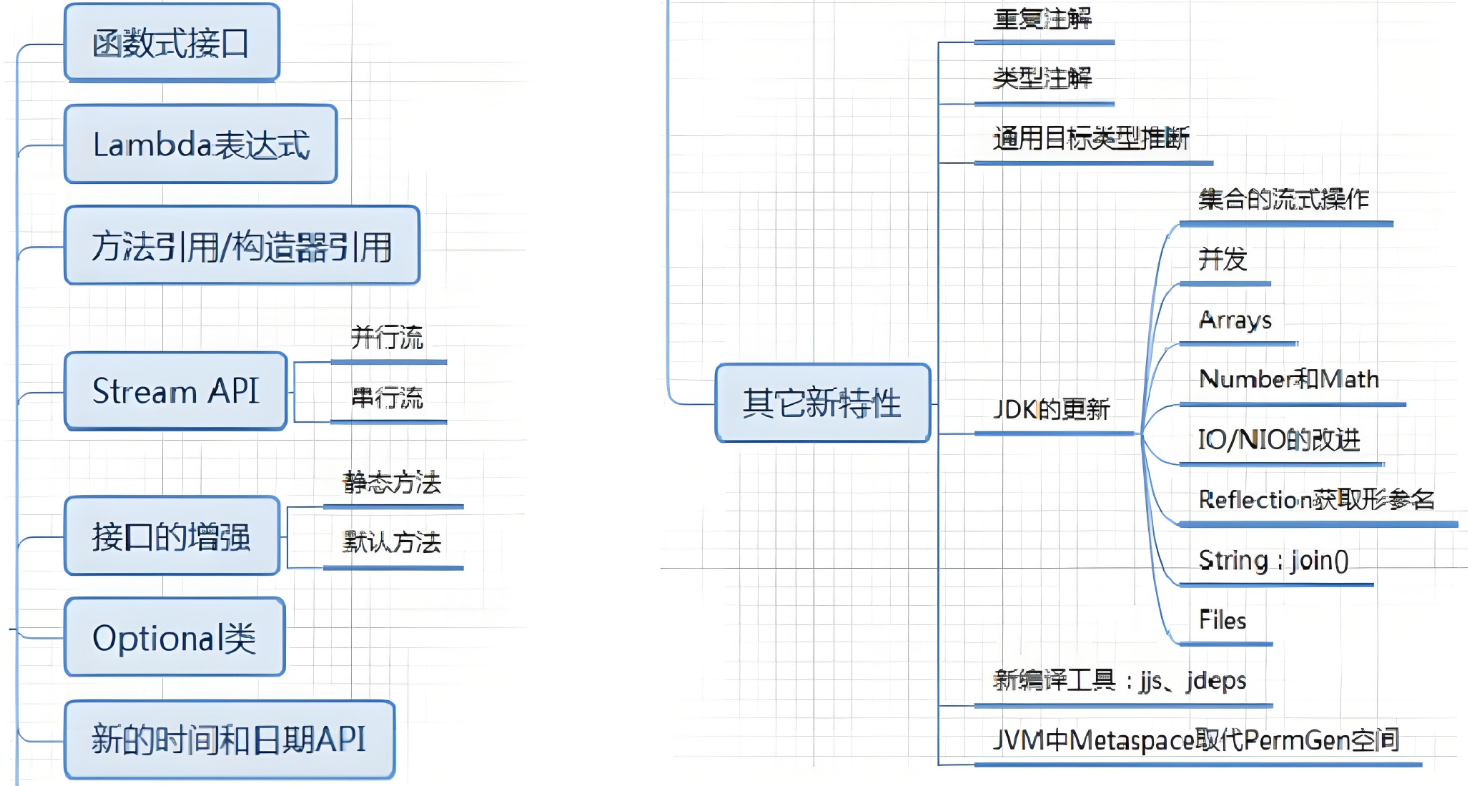 函数式接口
Lambda表达式
方法引用/构造器引用
Stream API
并行流
串行流
接口的增强
静态方法
默认方法
Optional类
新的时间和日期API
其它新特性
重复注解
类型注解
通用目标类型推断
JDK的更新
集合的流式操作
并发
Arrays
Number和Math
IO/NIO的改进
Reflection获取形参名
String：join()
Files
新编译工具：jjs、jdeps
JVM中Metaspace取代PermGen空间